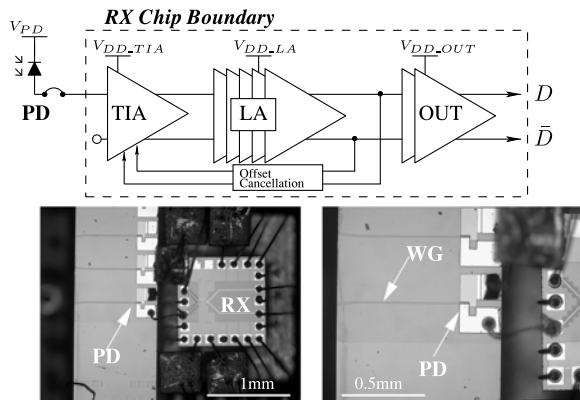 RX Chip Boundary
V_PD
V_DD_TIA
V_DD_LA
V_DD_OUT
PD
TIA
LA
OUT
D
D̄
Offset
Cancellation
PD
RX
1mm
WG
PD
0.5mm